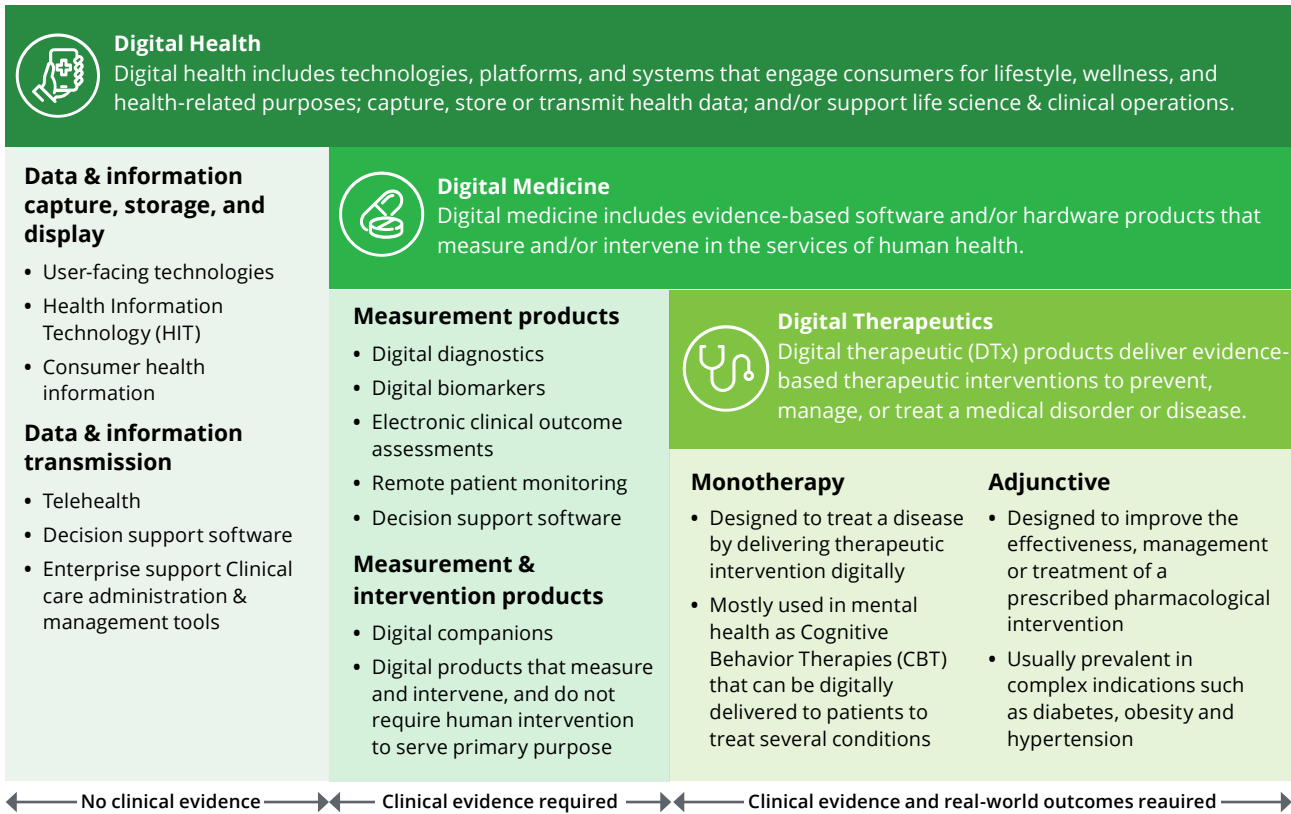 Digital Health
Digital health includes technologies, platforms, and systems that engage consumers for lifestyle, wellness, and
health-related purposes; capture, store or transmit health data; and/or support life science & clinical operations.
Data & information
capture, storage, and
display
• User-facing technologies
• Health Information
Technology (HIT)
• Consumer health
information
Data & information
transmission
• Telehealth
• Decision support software
• Enterprise support Clinical
care administration &
management tools
Digital Medicine
Digital medicine includes evidence-based software and/or hardware products that
measure and/or intervene in the services of human health.
Measurement products
• Digital diagnostics
• Digital biomarkers
• Electronic clinical outcome
assessments
• Remote patient monitoring
• Decision support software
Measurement &
intervention products
• Digital companions
• Digital products that measure
and intervene, and do not
require human intervention
to serve primary purpose
Digital Therapeutics
Digital therapeutic (DTx) products deliver evidence-
based therapeutic interventions to prevent,
manage, or treat a medical disorder or disease.
Monotherapy
• Designed to treat a disease
by delivering therapeutic
intervention digitally
• Mostly used in mental
health as Cognitive
Behavior Therapies (CBT)
that can be digitally
delivered to patients to
treat several conditions
Adjunctive
• Designed to improve the
effectiveness, management
or treatment of a
prescribed pharmacological
intervention
• Usually prevalent in
complex indications such
as diabetes, obesity and
hypertension
No clinical evidence
Clinical evidence required
Clinical evidence and real-world outcomes reauired